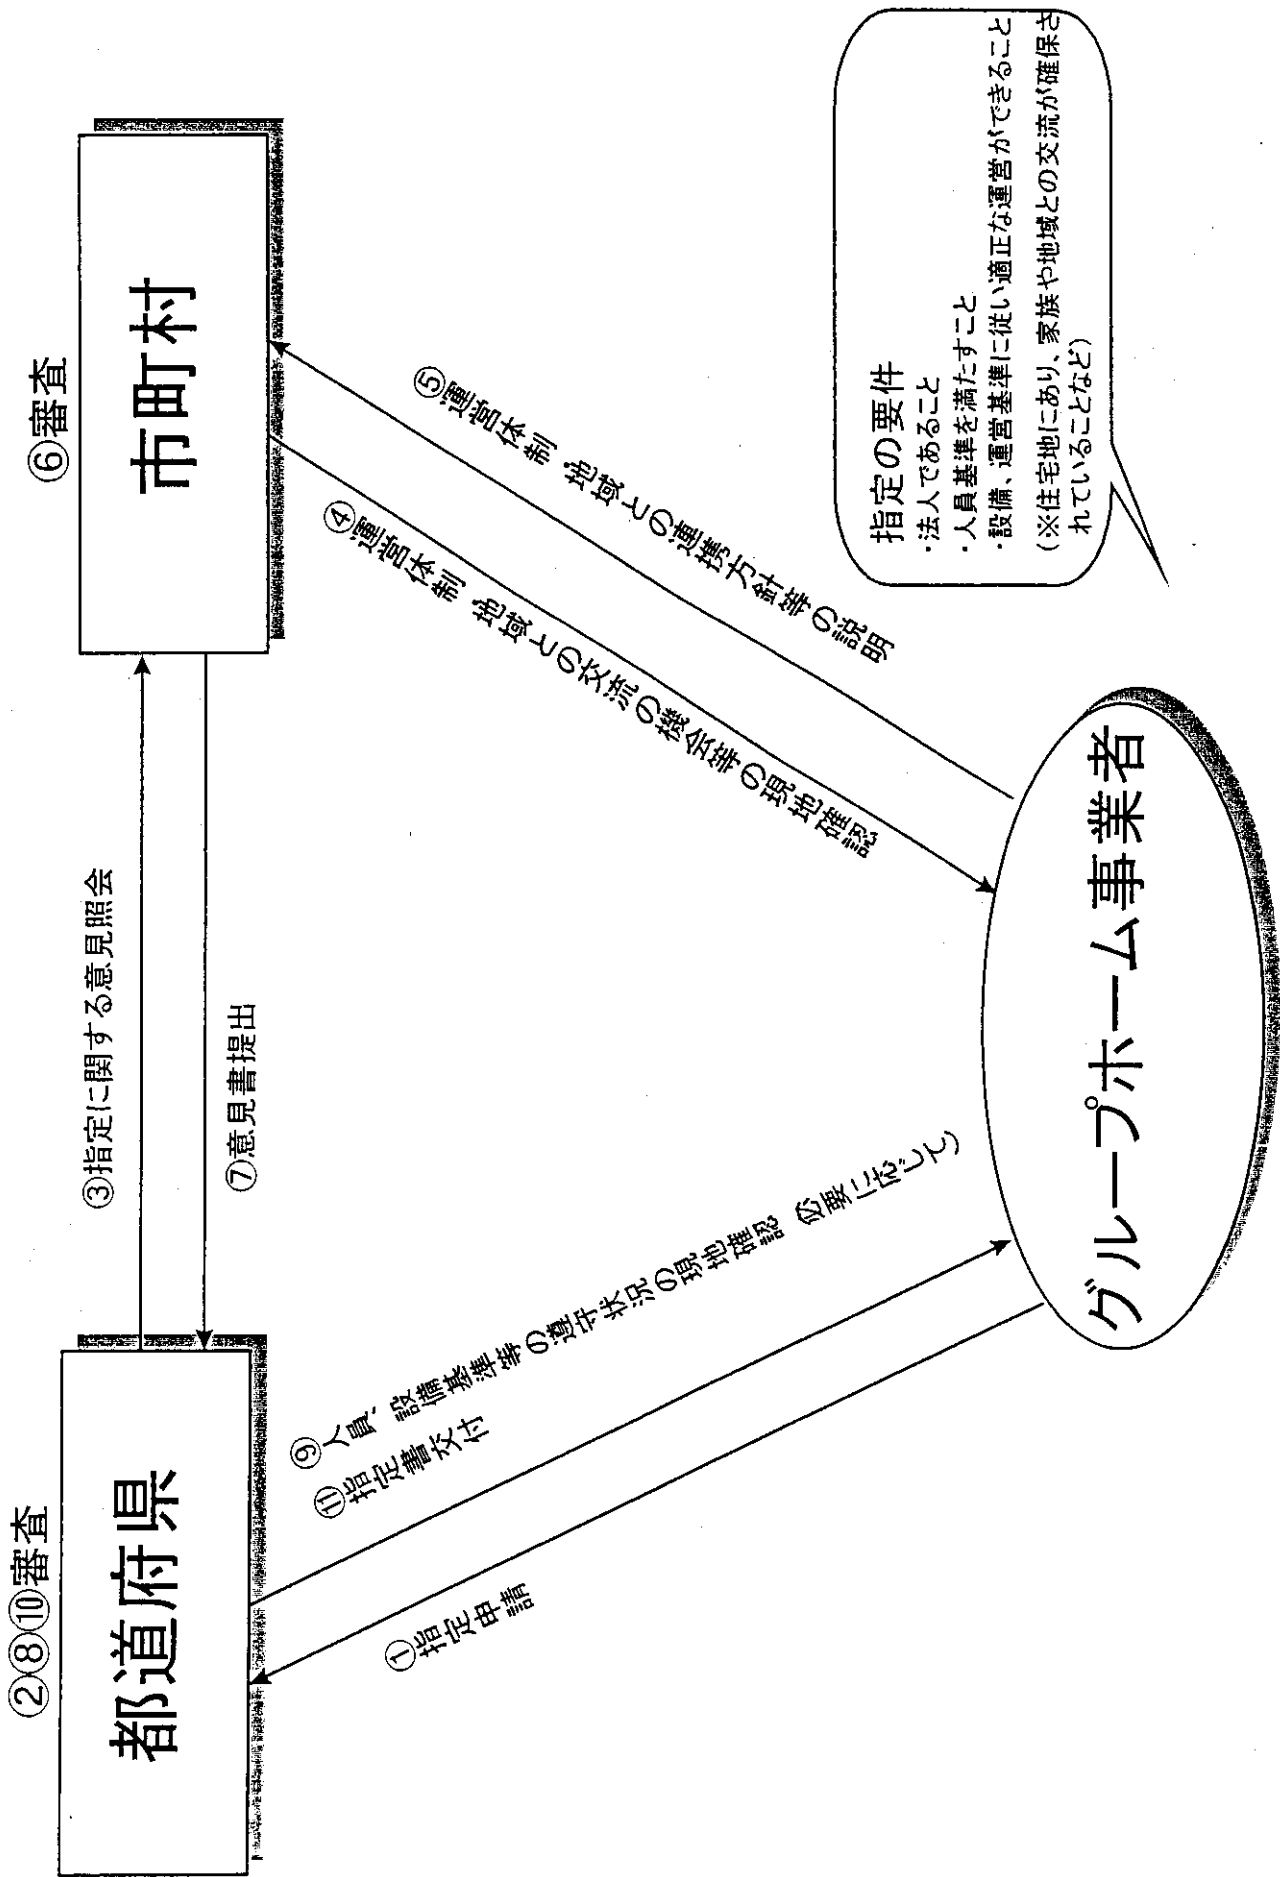 ②⑧⑩審査
都道府県
⑥審査
市町村
③指定に関する意見照会
⑦意見書提出
⑨人員、設備基準等の遵守状況の現地確認 必要に応じて)
⑪指定書交付
①指定申請
④運営体制 地域との交流の機会等の現地確認
⑤運営体制 地域との連携方針等の説明
グループホーム事業者
指定の要件
・法人であること
・人員基準を満たすこと
・設備、運営基準に従い適正な運営ができること
(※住宅地にあり、家族や地域との交流が確保さ
れていることなど)